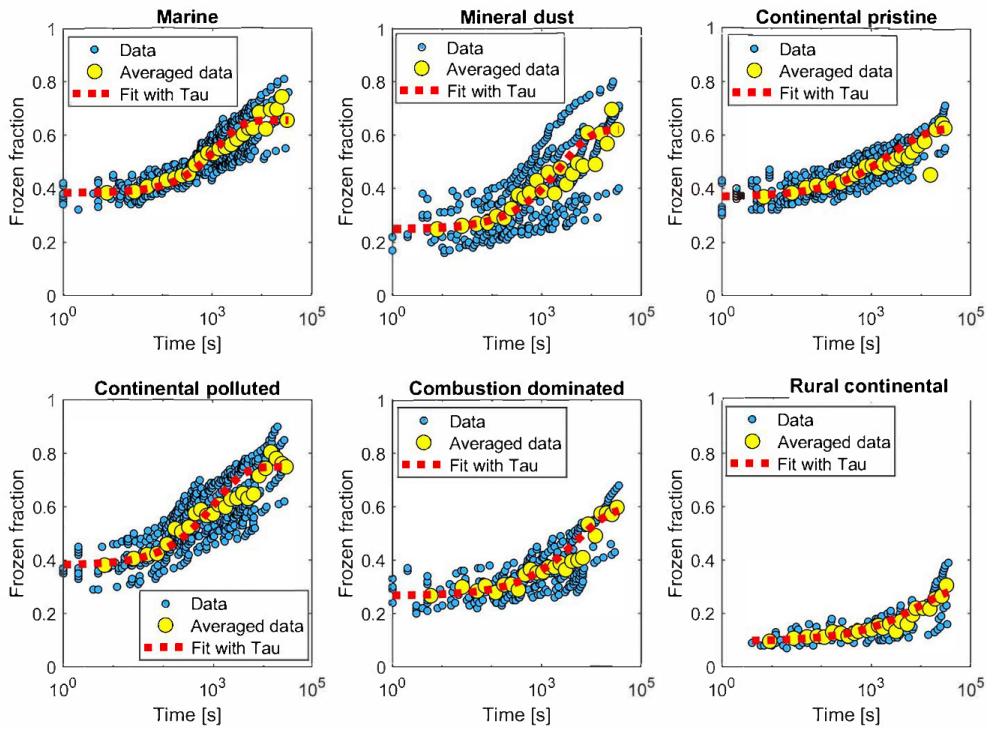 Marine
Data
Averaged data
Fit with Tau
Frozen fraction
1
0.8
0.6
0.4
0.2
0
10^0
10^3
10^5
Time [s]
Mineral dust
Data
Averaged data
Fit with Tau
Frozen fraction
1
0.8
0.6
0.4
0.2
0
10^0
10^3
10^5
Time [s]
Continental pristine
Data
Averaged data
Fit with Tau
Frozen fraction
1
0.8
0.6
0.4
0.2
0
10^0
10^3
10^5
Time [s]
Continental polluted
Data
Averaged data
Fit with Tau
Frozen fraction
1
0.8
0.6
0.4
0.2
0
10^0
10^3
10^5
Time [s]
Combustion dominated
Data
Averaged data
Fit with Tau
Frozen fraction
1
0.8
0.6
0.4
0.2
0
10^0
10^3
10^5
Time [s]
Rural continental
Data
Averaged data
Fit with Tau
Frozen fraction
1
0.8
0.6
0.4
0.2
0
10^0
10^3
10^5
Time [s]